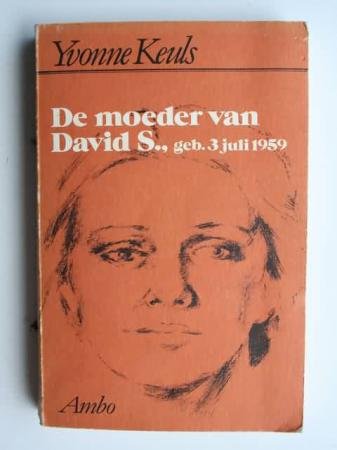 Yvonne Keuls
De moeder van
David S., geb. 3 juli 1959
Ambo